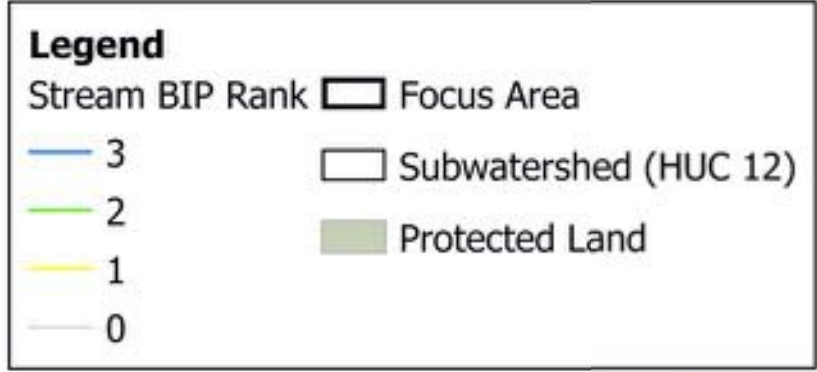 Legend
Stream BIP Rank
3
2
1
0
Focus Area
Subwatershed (HUC 12)
Protected Land